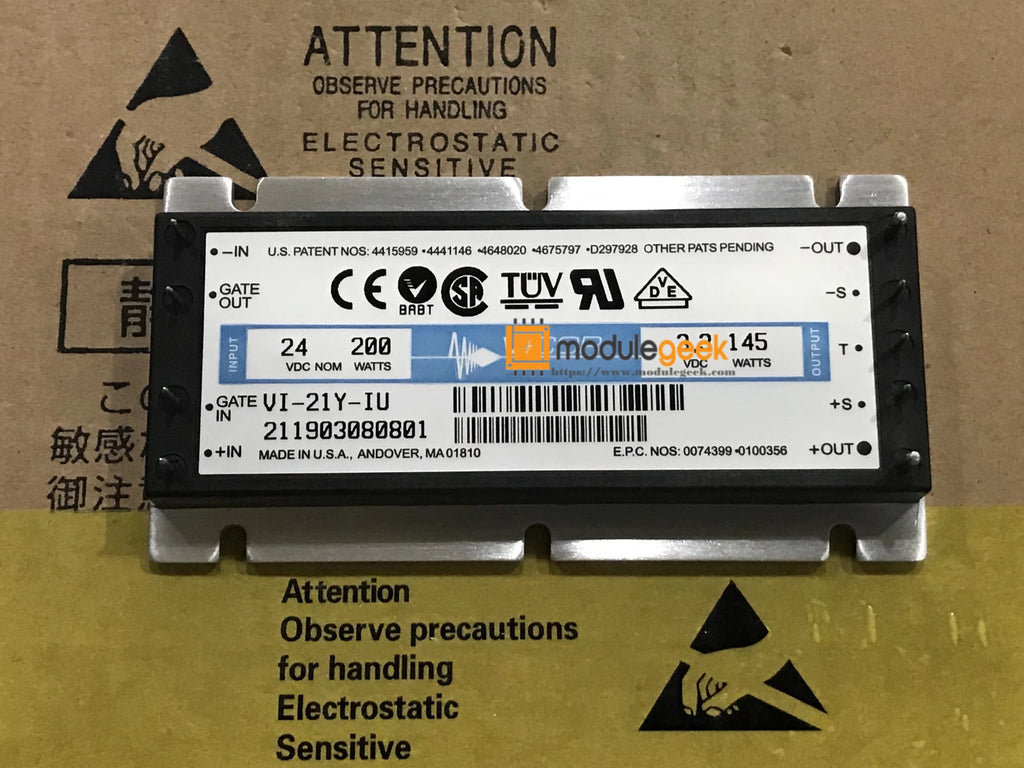 ATTENTION
OBSERVE PRECAUTIONS
FOR HANDLING
ELECTROSTATIC
SENSITIVE
静
敏感
御注
–IN
U.S. PATENT NOS: 4415959 •4441146 •4648020 •4675797 •D297928 OTHER PATS PENDING
–OUT
GATE
OUT
CE
BABT
TÜV
VDE
–S
INPUT
24
200
145
VDC NOM
WATTS
VDC
WATTS
OUTPUT
modulegeek
https://www.modulegeek.com
T
GATE
IN
VI-21Y-IU
+S
211903080801
+IN
MADE IN U.S.A., ANDOVER, MA 01810
E.P.C. NOS: 0074399 •0100356
+OUT
Attention
Observe precautions
for handling
Electrostatic
Sensitive